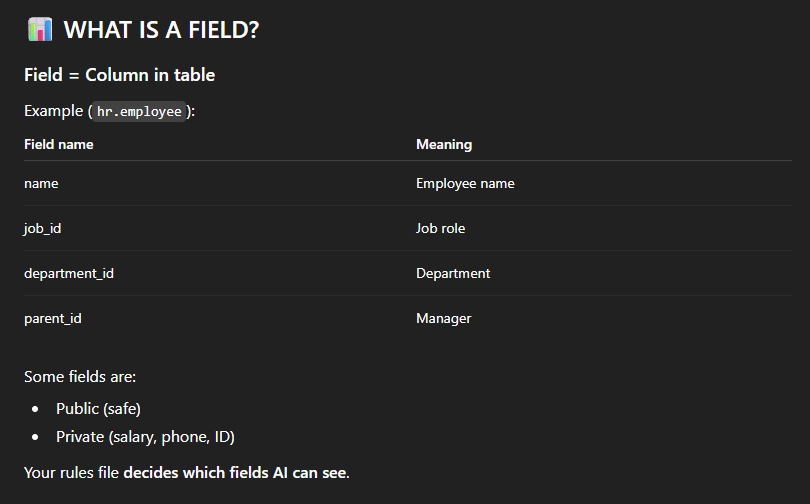 📊 WHAT IS A FIELD?
Field = Column in table
Example (hr.employee):
Field name Meaning
name Employee name
job_id Job role
department_id Department
parent_id Manager
Some fields are:
• Public (safe)
• Private (salary, phone, ID)
Your rules file decides which fields AI can see.